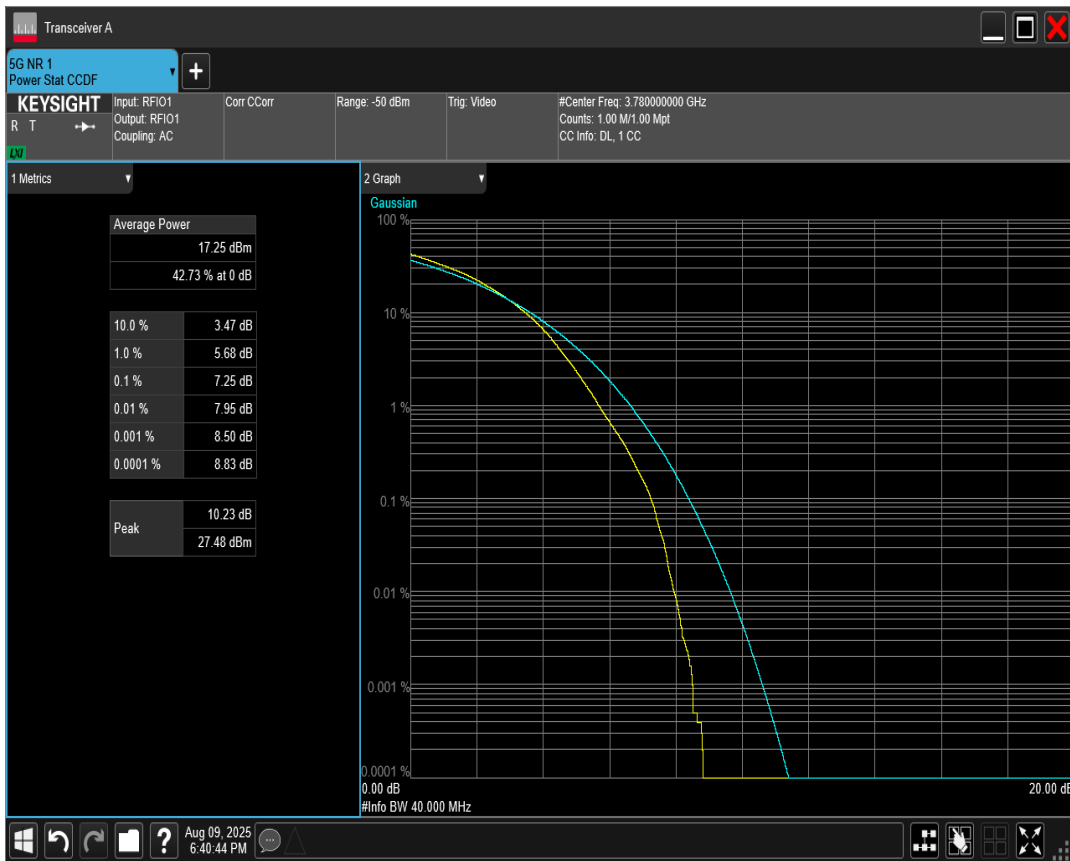 Transceiver A
5G NR 1
Power Stat CCDF
KEYSIGHT
R T
LXI
Input: RFIO1
Output: RFIO1
Coupling: AC
Corr CCorr
Range: -50 dBm
Trig: Video
#Center Freq: 3.780000000 GHz
Counts: 1.00 M/1.00 Mpt
CC Info: DL, 1 CC
1 Metrics
Average Power
17.25 dBm
42.73 % at 0 dB
10.0 % 3.47 dB
1.0 % 5.68 dB
0.1 % 7.25 dB
0.01 % 7.95 dB
0.001 % 8.50 dB
0.0001 % 8.83 dB
Peak
10.23 dB
27.48 dBm
2 Graph
Gaussian
100 %
10 %
1 %
0.1 %
0.01 %
0.001 %
0.0001 %
0.00 dB 20.00 dB
#Info BW 40.000 MHz
Aug 09, 2025
6:40:44 PM